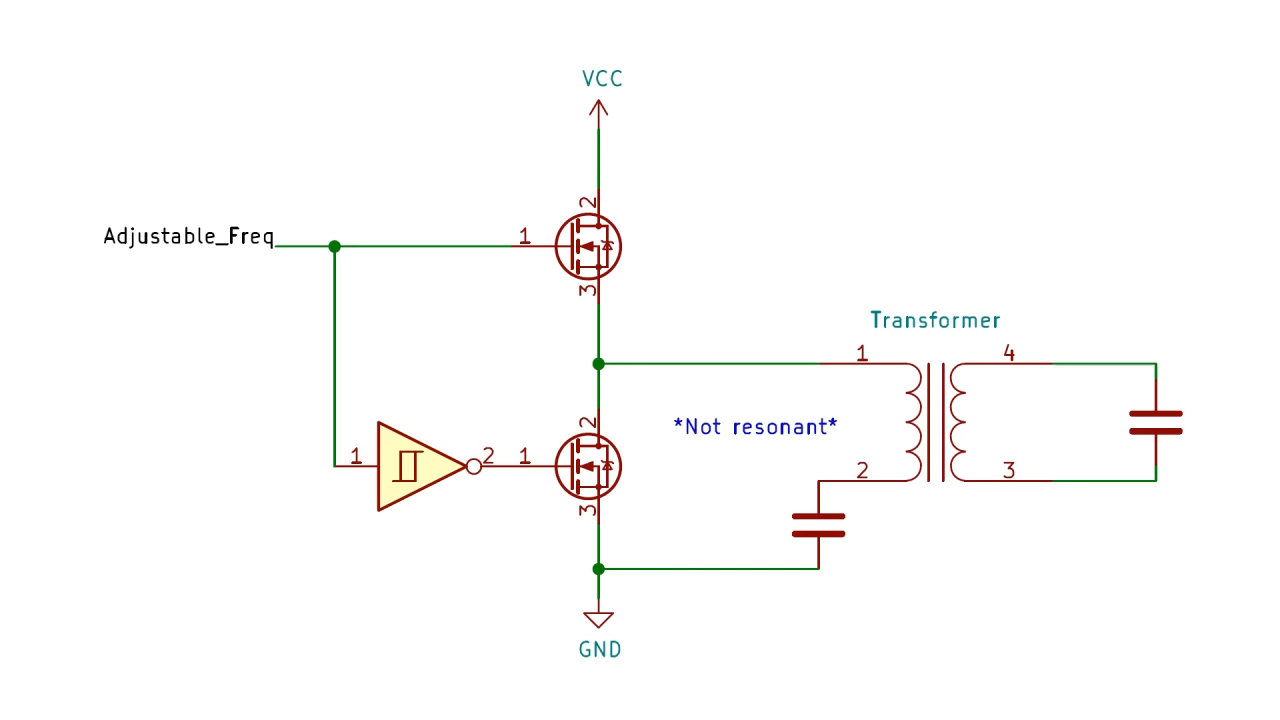 VCC
2
Adjustable_Freq
1
3
Transformer
1
4
*Not resonant*
2
1
2
1
2
3
3
GND